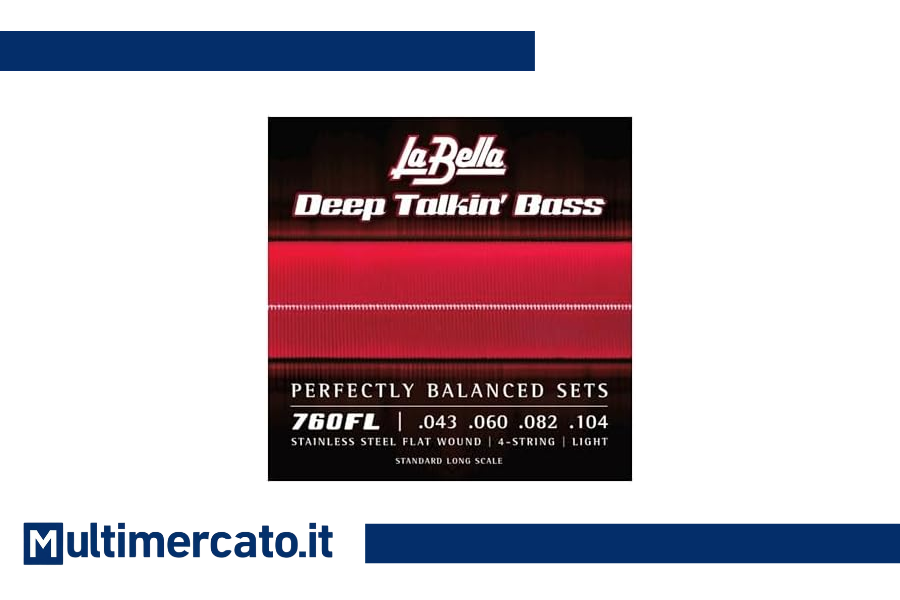 La Bella
Deep Talkin' Bass
PERFECTLY BALANCED SETS
760FL | .043 .060 .082 .104
STAINLESS STEEL FLAT WOUND | 4-STRING | LIGHT
STANDARD LONG SCALE
Multimercato.it